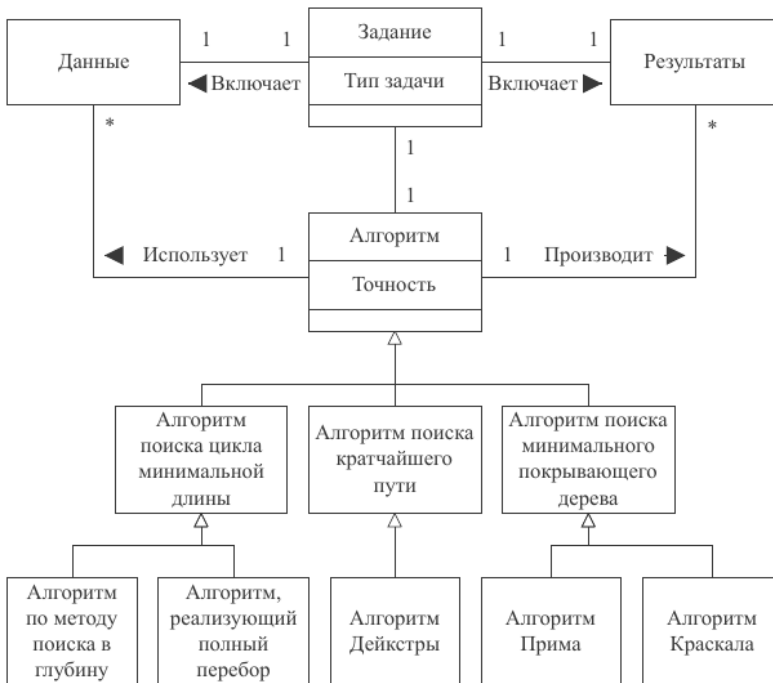 Данные
1
1
Задание
1
1
Результаты
Включает
Тип задачи
Включает
*
*
1
1
Использует
1
Алгоритм
1
Производит
Точность
Алгоритм
поиска цикла
минимальной
длины
Алгоритм поиска
кратчайшего
пути
Алгоритм поиска
минимального
покрывающего
дерева
Алгоритм
по методу
поиска в
глубину
Алгоритм,
реализующий
полный
перебор
Алгоритм
Дейкстры
Алгоритм
Прима
Алгоритм
Краскала